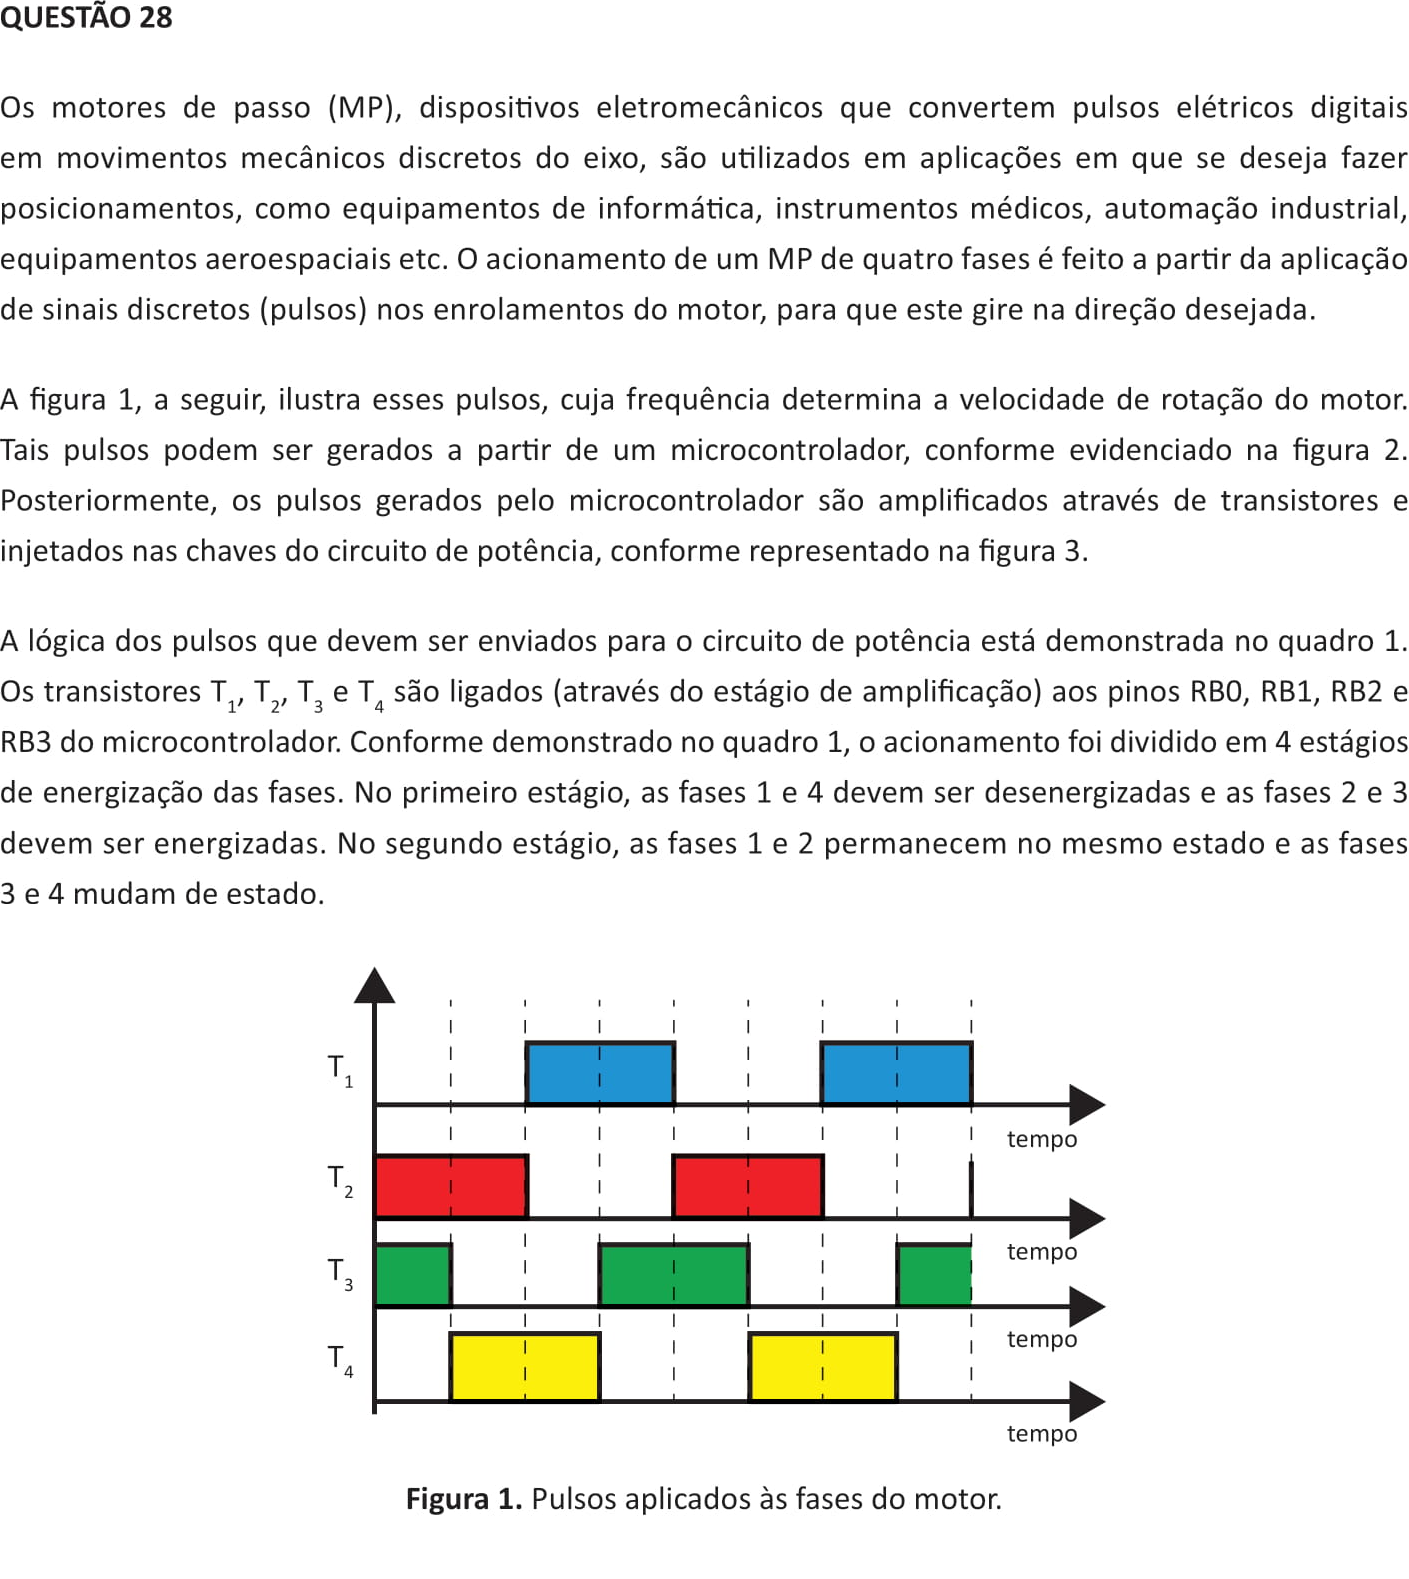 QUESTÃO 28
Os motores de passo (MP), dispositivos eletromecânicos que convertem pulsos elétricos digitais
em movimentos mecânicos discretos do eixo, são utilizados em aplicações em que se deseja fazer
posicionamentos, como equipamentos de informática, instrumentos médicos, automação industrial,
equipamentos aeroespaciais etc. O acionamento de um MP de quatro fases é feito a partir da aplicação
de sinais discretos (pulsos) nos enrolamentos do motor, para que este gire na direção desejada.
A figura 1, a seguir, ilustra esses pulsos, cuja frequência determina a velocidade de rotação do motor.
Tais pulsos podem ser gerados a partir de um microcontrolador, conforme evidenciado na figura 2.
Posteriormente, os pulsos gerados pelo microcontrolador são amplificados através de transistores e
injetados nas chaves do circuito de potência, conforme representado na figura 3.
A lógica dos pulsos que devem ser enviados para o circuito de potência está demonstrada no quadro 1.
Os transistores T₁, T₂, T₃ e T₄ são ligados (através do estágio de amplificação) aos pinos RB0, RB1, RB2 e
RB3 do microcontrolador. Conforme demonstrado no quadro 1, o acionamento foi dividido em 4 estágios
de energização das fases. No primeiro estágio, as fases 1 e 4 devem ser desenergizadas e as fases 2 e 3
devem ser energizadas. No segundo estágio, as fases 1 e 2 permanecem no mesmo estado e as fases
3 e 4 mudam de estado.
T₁
tempo
T₂
tempo
T₃
tempo
T₄
tempo
Figura 1. Pulsos aplicados às fases do motor.